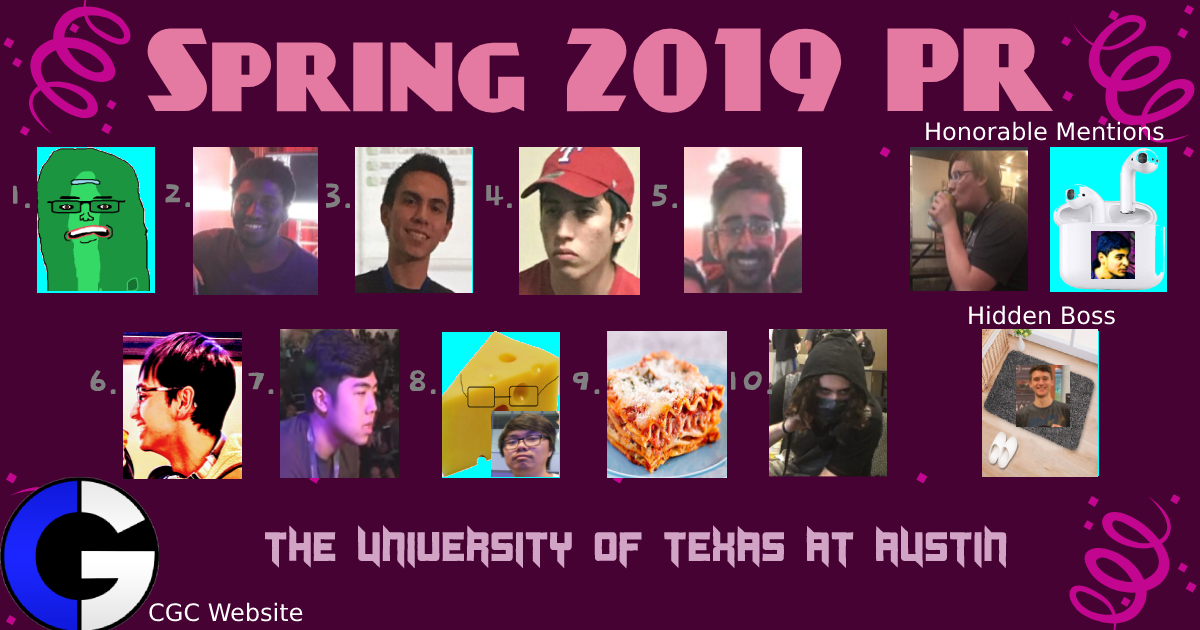 Spring 2019 PR
Honorable Mentions
1. 2. 3. 4. 5.
Hidden Boss
6. 7. 8. 9. 10.
THE UNIVERSITY OF TEXAS AT AUSTIN
CGC Website